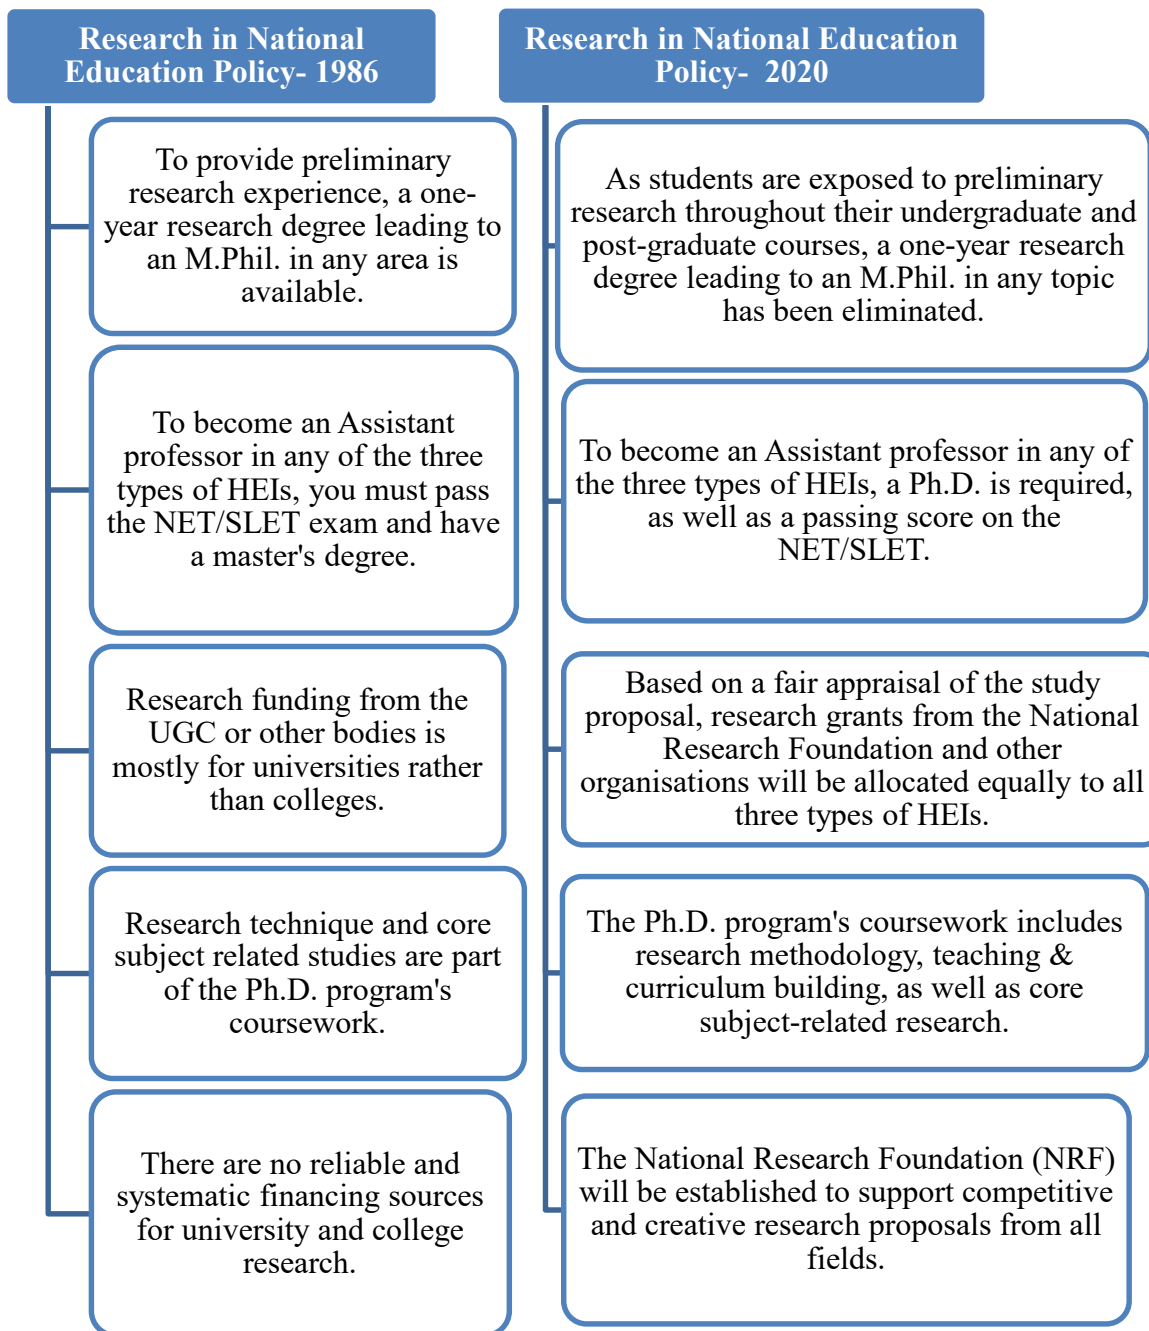 Research in National
Education Policy- 1986
To provide preliminary
research experience, a one-
year research degree leading to
an M.Phil. in any area is
available.
To become an Assistant
professor in any of the three
types of HEIs, you must pass
the NET/SLET exam and have
a master's degree.
Research funding from the
UGC or other bodies is
mostly for universities rather
than colleges.
Research technique and core
subject related studies are part
of the Ph.D. program's
coursework.
There are no reliable and
systematic financing sources
for university and college
research.
Research in National Education
Policy-  2020
As students are exposed to preliminary
research throughout their undergraduate and
post-graduate courses, a one-year research
degree leading to an M.Phil. in any topic
has been eliminated.
To become an Assistant professor in any of
the three types of HEIs, a Ph.D. is required,
as well as a passing score on the
NET/SLET.
Based on a fair appraisal of the study
proposal, research grants from the National
Research Foundation and other
organisations will be allocated equally to all
three types of HEIs.
The Ph.D. program's coursework includes
research methodology, teaching &
curriculum building, as well as core
subject-related research.
The National Research Foundation (NRF)
will be established to support competitive
and creative research proposals from all
fields.